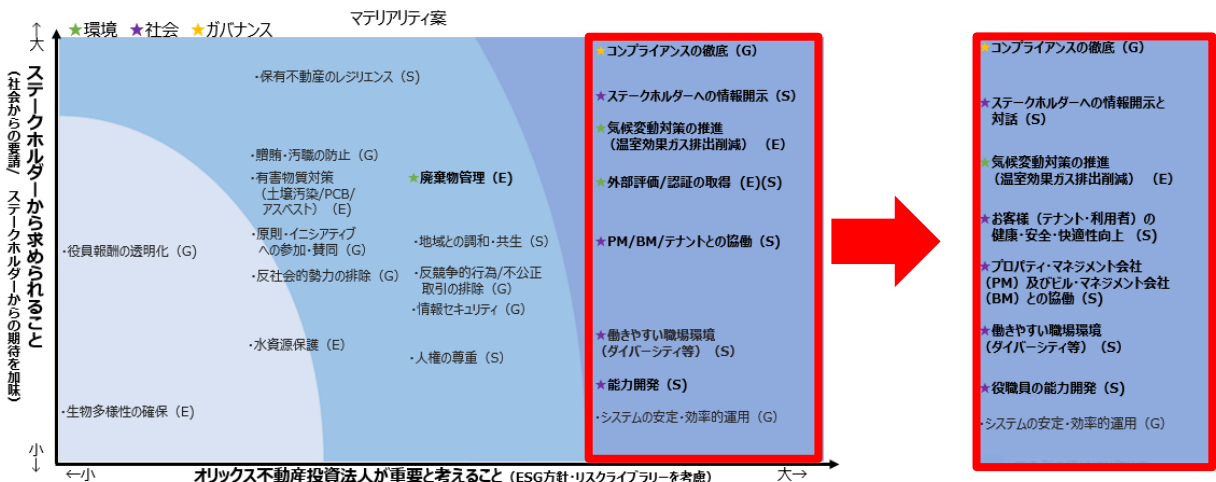 マテリアリティ案
↑
大
★環境 ★社会 ★ガバナンス
ステークホルダーから求められること
(社会からの要請/ ステークホルダーからの期待を加味)
小
↓
・保有不動産のレジリエンス (S)
・贈賄・汚職の防止 (G)
・有害物質対策
(土壌汚染/PCB/
アスベスト) (E)
★廃棄物管理 (E)
・役員報酬の透明化 (G)
・原則・イニシアティブ
への参加・賛同 (G)
・地域との調和・共生 (S)
・反社会的勢力の排除 (G)
・反競争的行為/不公正
取引の排除 (G)
・情報セキュリティ (G)
・水資源保護 (E)
・人権の尊重 (S)
・生物多様性の確保 (E)
★コンプライアンスの徹底 (G)
★ステークホルダーへの情報開示 (S)
★気候変動対策の推進
(温室効果ガス排出削減) (E)
★外部評価/認証の取得 (E)(S)
★PM/BM/テナントとの協働 (S)
★働きやすい職場環境
(ダイバーシティ等) (S)
★能力開発 (S)
・システムの安定・効率的運用 (G)
←小
オリックス不動産投資法人が重要と考えること (ESG方針・リスクライブラリーを考慮)
大→
★コンプライアンスの徹底 (G)
★ステークホルダーへの情報開示と
対話 (S)
★気候変動対策の推進
(温室効果ガス排出削減) (E)
★お客様 (テナント・利用者) の
健康・安全・快適性向上 (S)
★プロパティ・マネジメント会社
(PM) 及びビル・マネジメント会社
(BM) との協働 (S)
★働きやすい職場環境
(ダイバーシティ等) (S)
★役職員の能力開発 (S)
・システムの安定・効率的運用 (G)